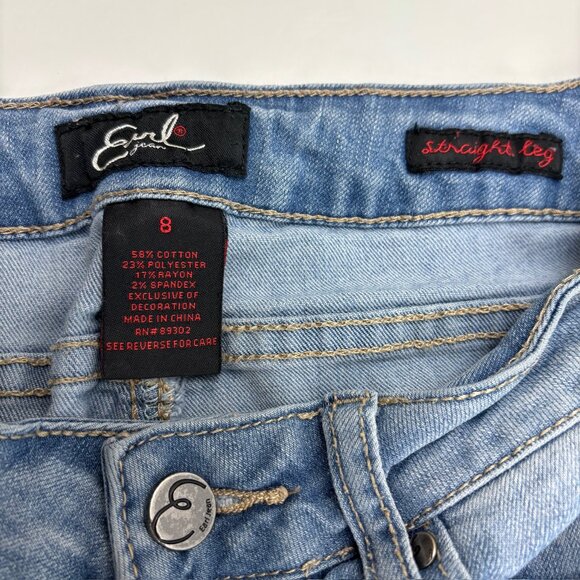 Earl®
jean
straight leg
8
58% COTTON
23% POLYESTER
17% RAYON
2% SPANDEX
EXCLUSIVE OF
DECORATION
MADE IN CHINA
RN# 89302
SEE REVERSE FOR CARE
E
Earl Jean